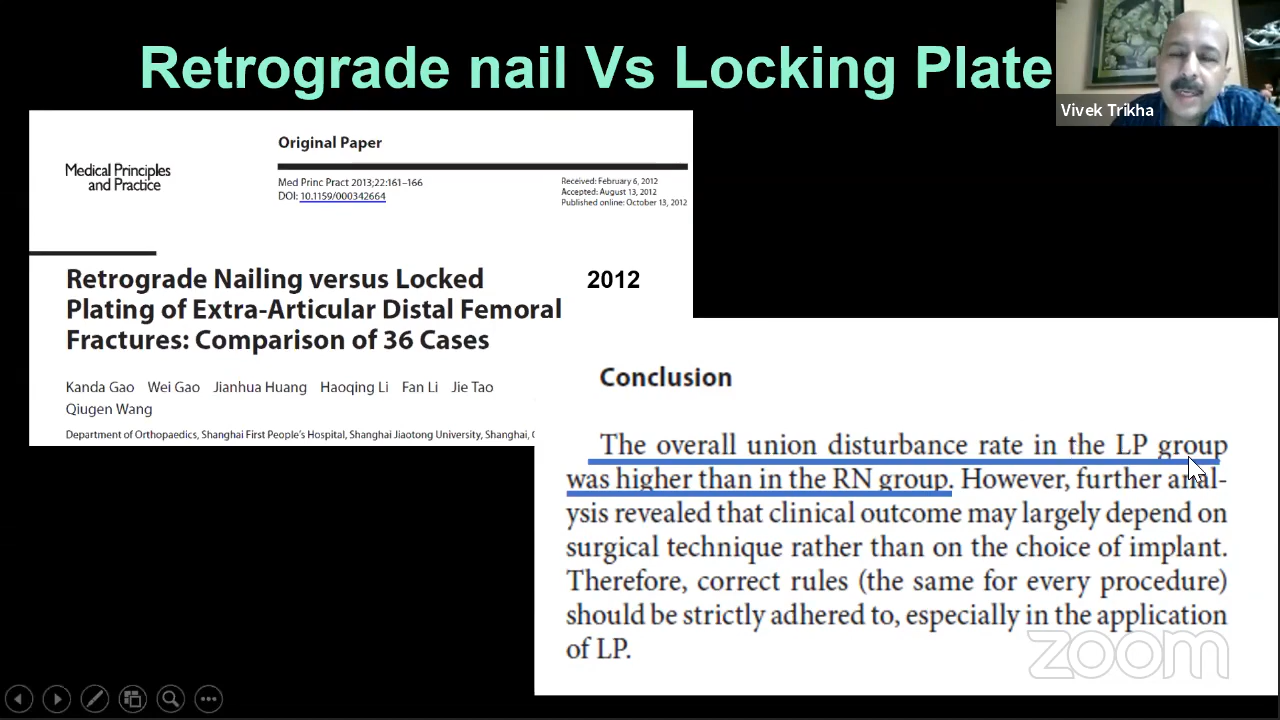 Retrograde nail Vs Locking Plate
Vivek Trikha
Original Paper
Medical Principles
and Practice
Med Princ Pract 2013;22:161–166
DOI: 10.1159/000342664
Received: February 6, 2012
Accepted: August 13, 2012
Published online: October 13, 2012
Retrograde Nailing versus Locked
Plating of Extra-Articular Distal Femoral
Fractures: Comparison of 36 Cases
2012
Kanda Gao Wei Gao Jianhua Huang Haoqing Li Fan Li Jie Tao
Qiugen Wang
Department of Orthopaedics, Shanghai First People's Hospital, Shanghai Jiaotong University, Shanghai,
Conclusion
The overall union disturbance rate in the LP group
was higher than in the RN group. However, further anal-
ysis revealed that clinical outcome may largely depend on
surgical technique rather than on the choice of implant.
Therefore, correct rules (the same for every procedure)
should be strictly adhered to, especially in the application
of LP.
zoom